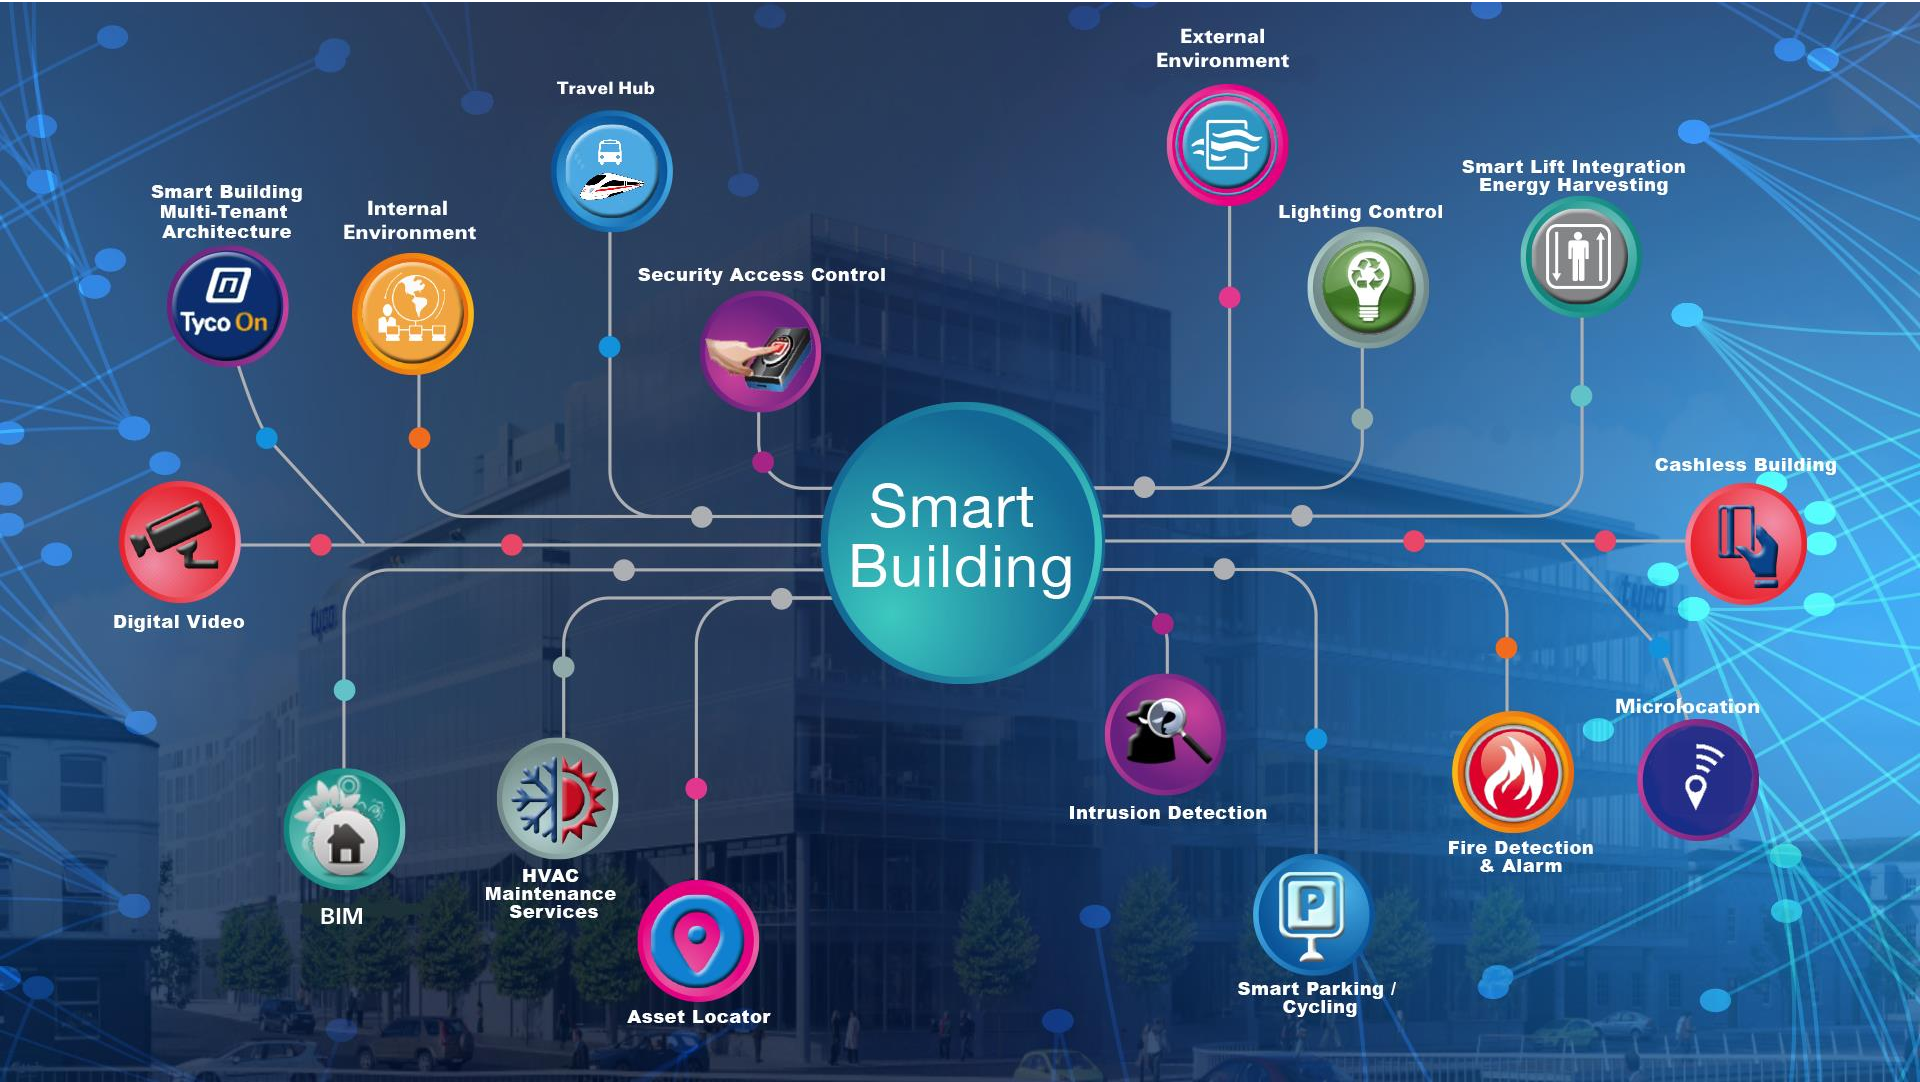 External
Environment
Travel Hub
Smart Lift Integration
Energy Harvesting
Smart Building
Multi-Tenant
Architecture
Internal
Environment
Lighting Control
Security Access Control
Tyco On
Cashless Building
Smart
Building
Digital Video
tyco
tyco
Microlocation
Intrusion Detection
P
Fire Detection
& Alarm
HVAC
Maintenance
Services
BIM
Smart Parking /
Cycling
Asset Locator